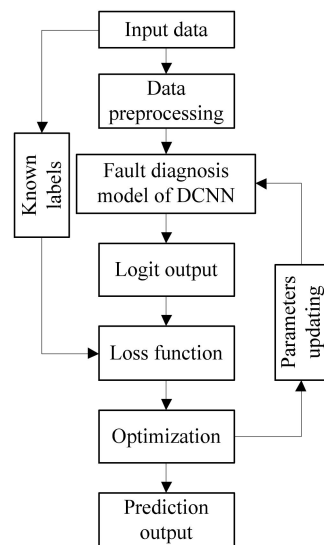 Input data
Data
preprocessing
Known
labels
Fault diagnosis
model of DCNN
Logit output
Loss function
Parameters
updating
Optimization
Prediction
output